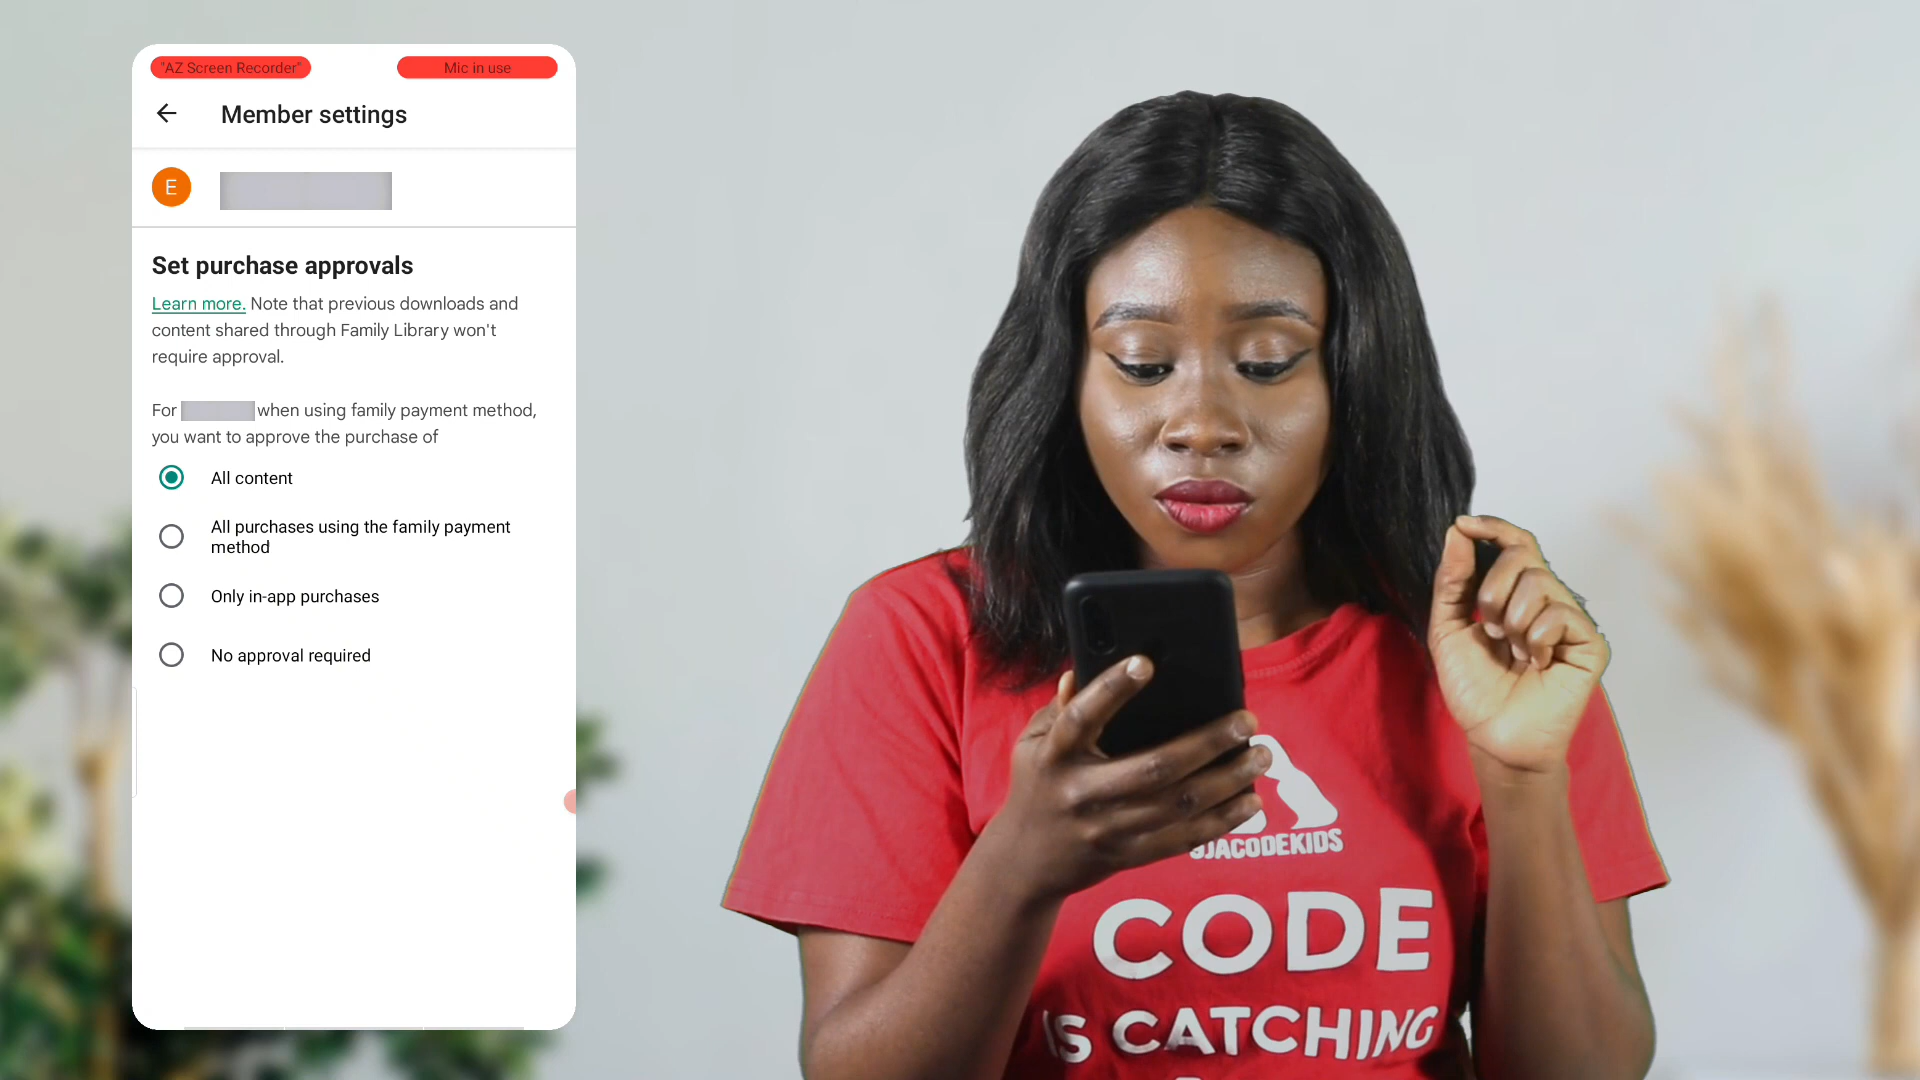 "AZ Screen Recorder"
Mic in use
Member settings
E
Set purchase approvals
Learn more. Note that previous downloads and
content shared through Family Library won't
require approval.
For when using family payment method,
you want to approve the purchase of
All content
All purchases using the family payment
method
Only in-app purchases
No approval required
9JACODEKIDS
CODE
IS CATCHING